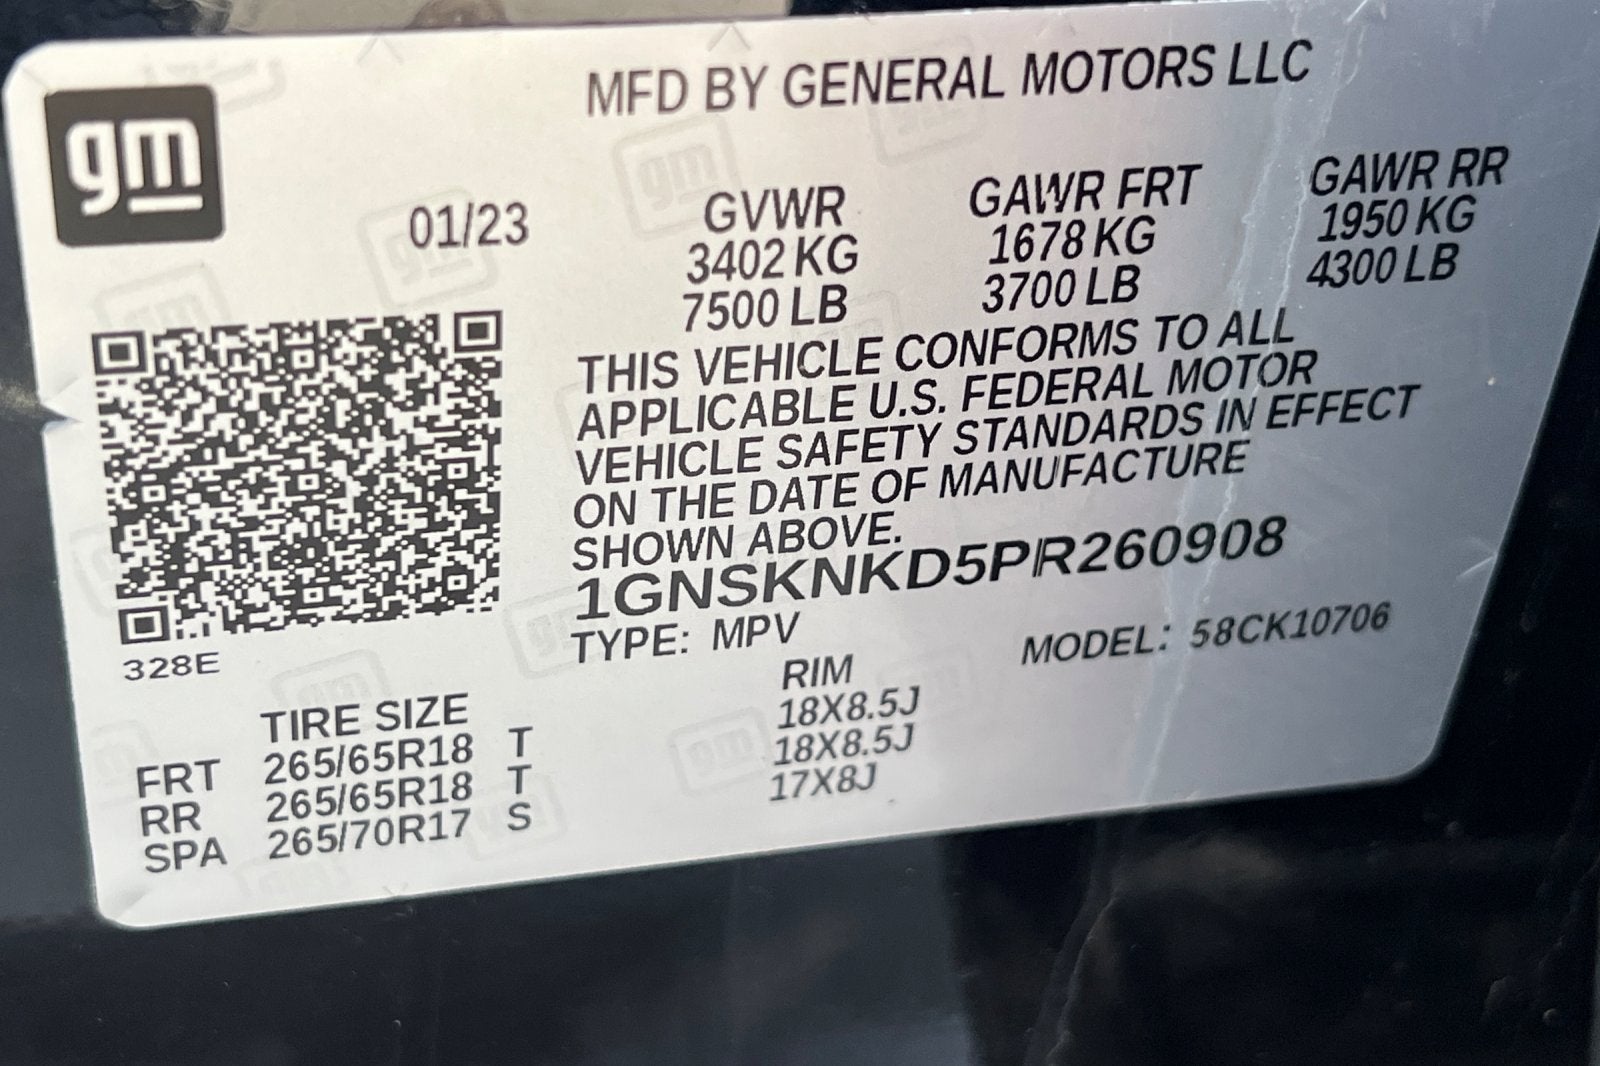 gm
MFD BY GENERAL MOTORS LLC
01/23 GVWR GAWR FRT GAWR RR
3402 KG 1678 KG 1950 KG
7500 LB 3700 LB 4300 LB
THIS VEHICLE CONFORMS TO ALL
APPLICABLE U.S. FEDERAL MOTOR
VEHICLE SAFETY STANDARDS IN EFFECT
ON THE DATE OF MANUFACTURE
SHOWN ABOVE.
1GNSKNKD5PR260908
TYPE: MPV MODEL: 58CK10706
328E
TIRE SIZE RIM
FRT 265/65R18 T 18X8.5J
RR 265/65R18 T 18X8.5J
SPA 265/70R17 S 17X8J